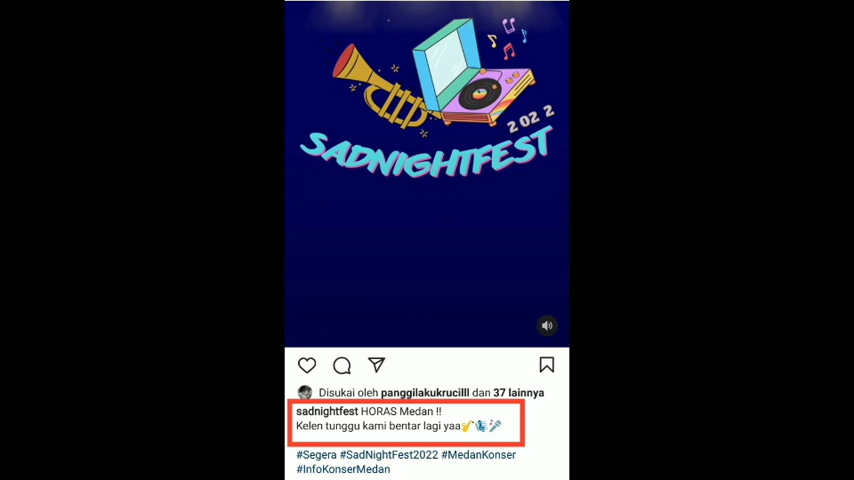 2022
SADNIGHTFEST
Disukai oleh panggilakukrucilll dan 37 lainnya
sadnightfest HORAS Medan !!
Kelen tunggu kami bentar lagi yaa🎷🎼🎤
#Segera #SadNightFest2022 #MedanKonser
#InfoKonserMedan